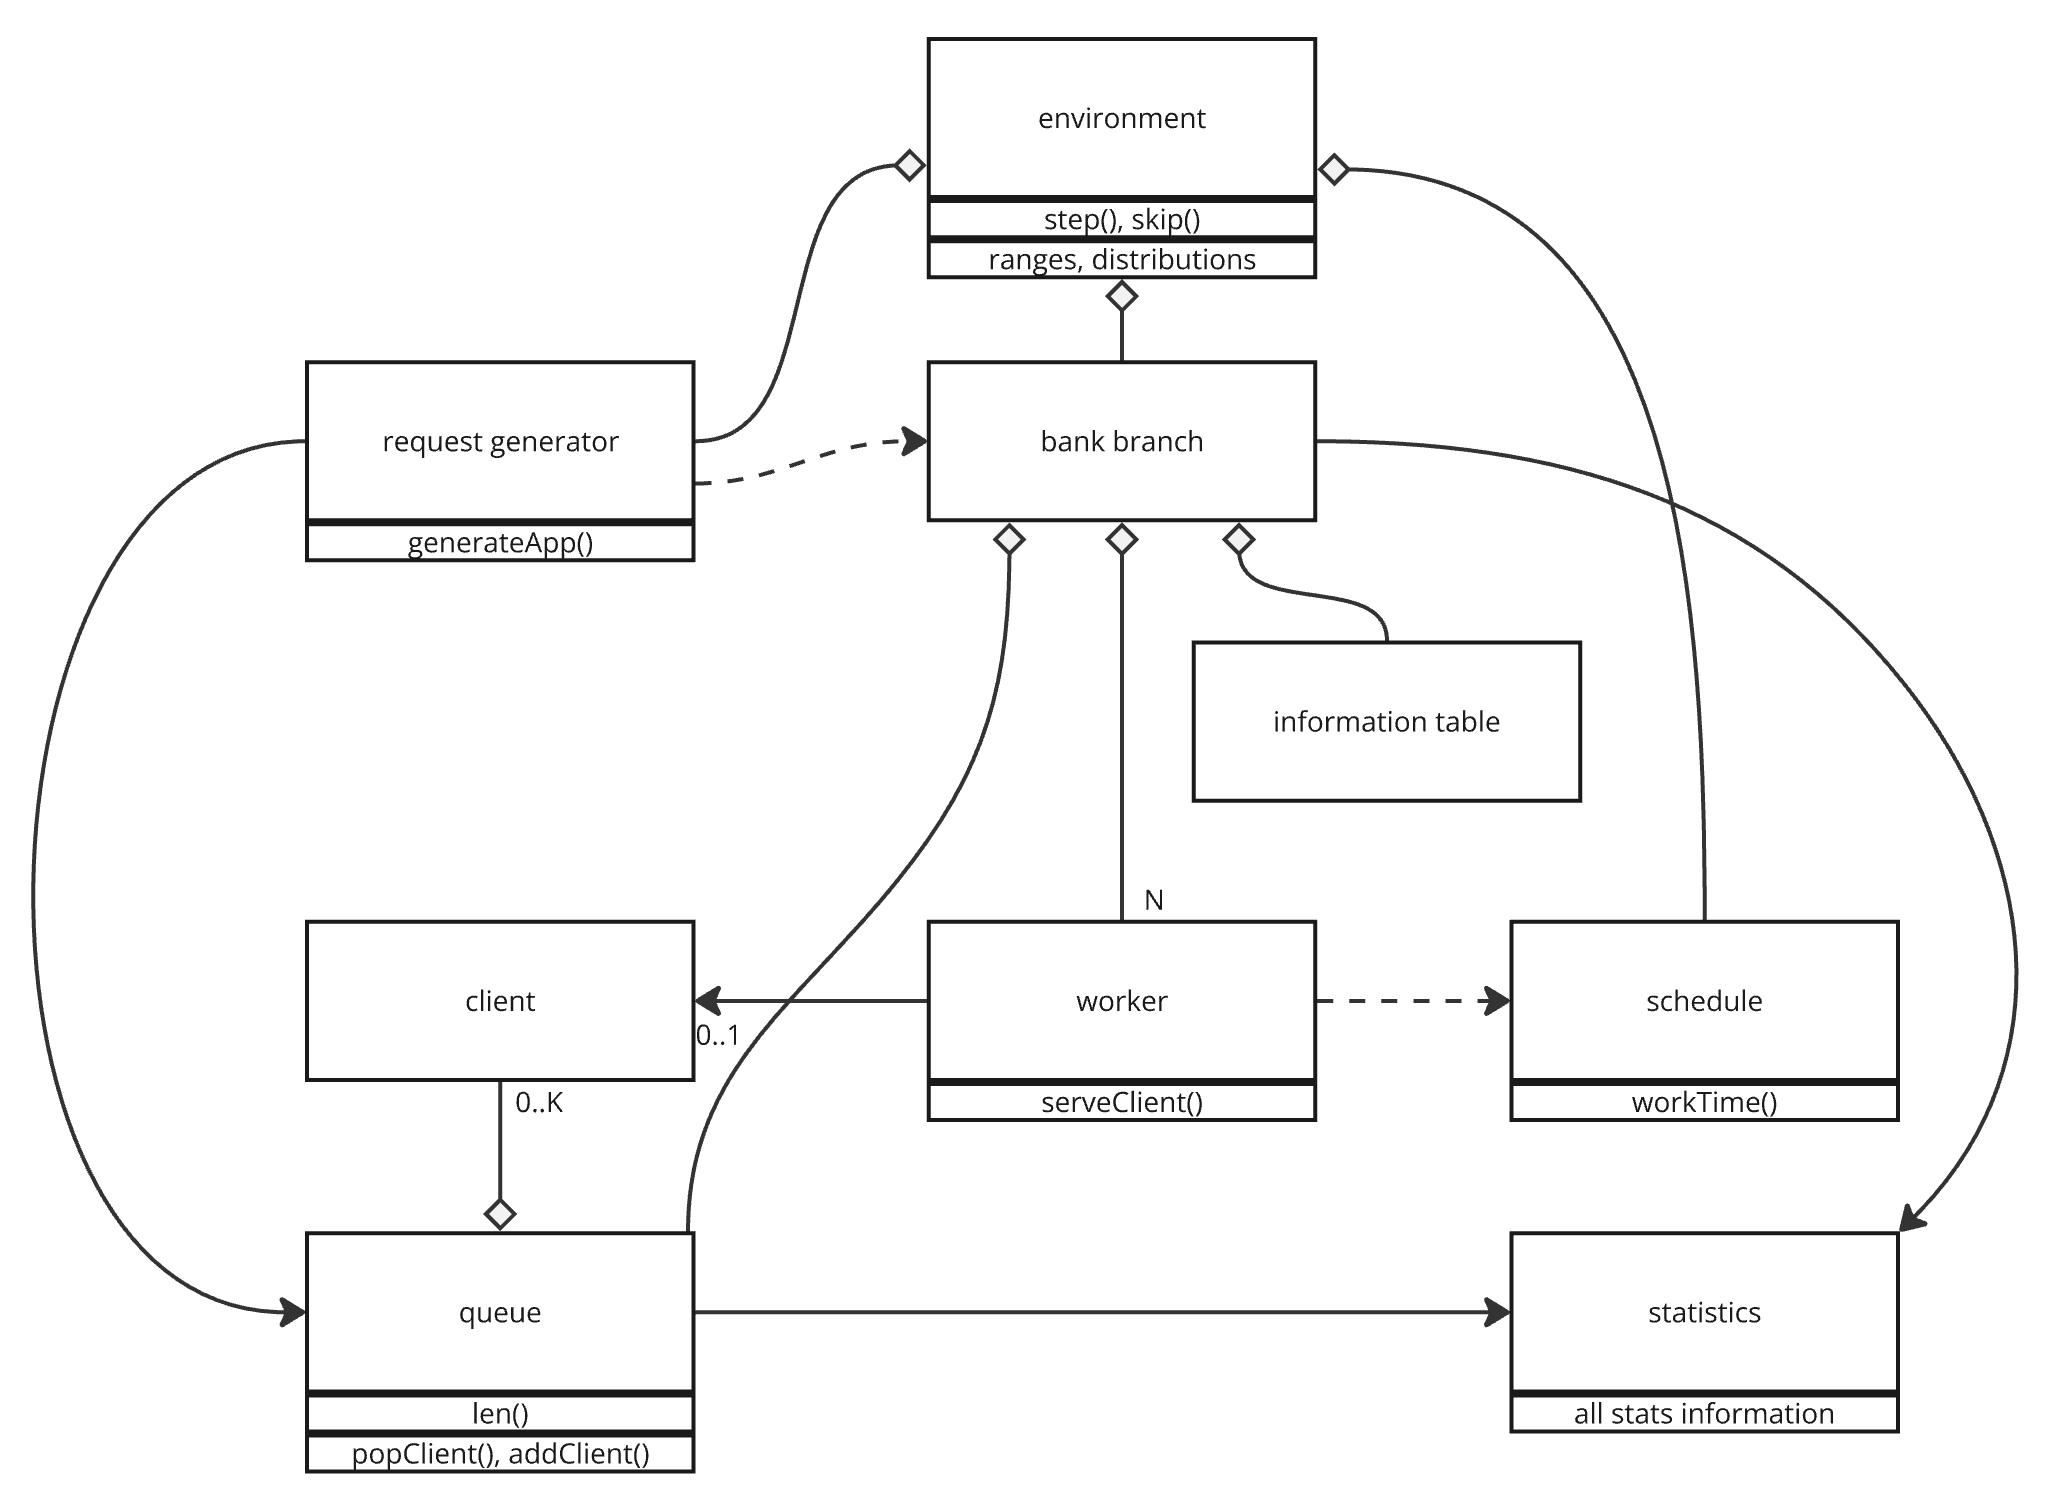 environment
step(), skip()
ranges, distributions
request generator
generateApp()
bank branch
information table
N
client
0..1
worker
serveClient()
schedule
workTime()
0..K
queue
len()
popClient(), addClient()
statistics
all stats information